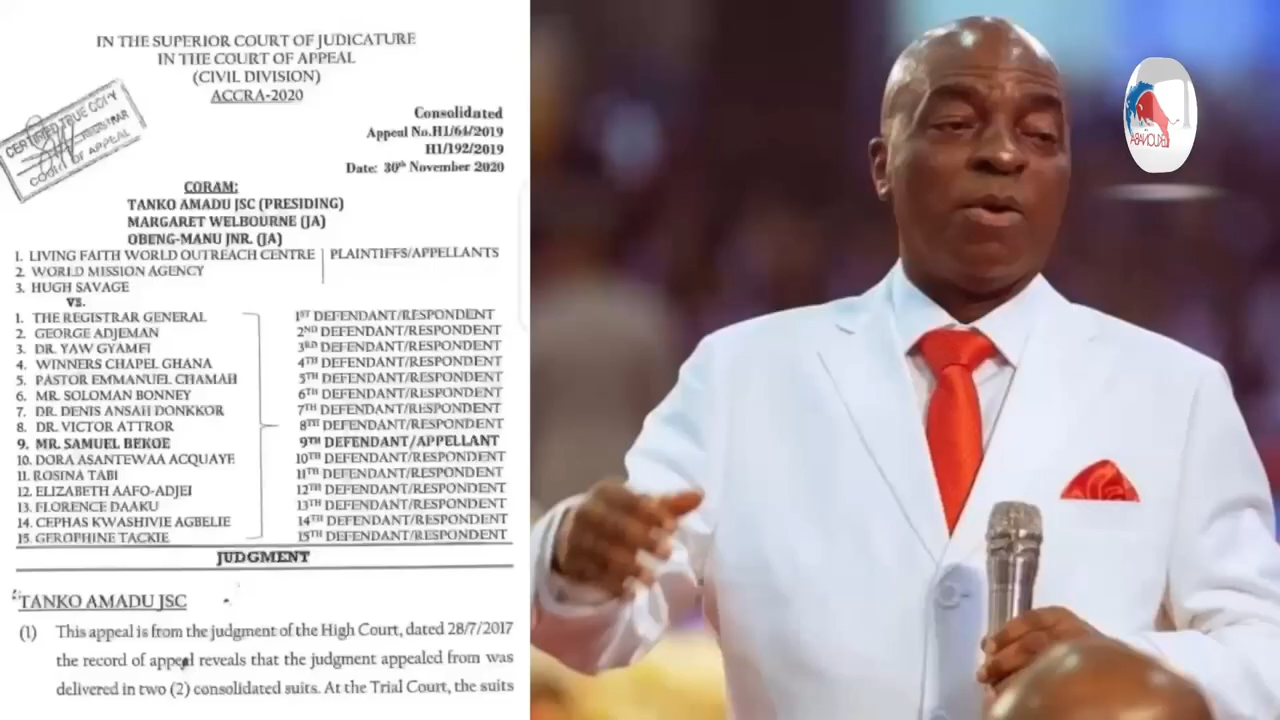 IN THE SUPERIOR COURT OF JUDICATURE
IN THE COURT OF APPEAL
(CIVIL DIVISION)
ACCRA-2020
CERTIFIED TRUE COPY
REGISTRAR
COURT OF APPEAL
Consolidated
Appeal No.H1/64/2019
H1/192/2019
Date: 30th November 2020
CORAM:
TANKO AMADU JSC (PRESIDING)
MARGARET WELBOURNE (JA)
OBENG-MANU JNR. (JA)
1. LIVING FAITH WORLD OUTREACH CENTRE PLAINTIFFS/APPELLANTS
2. WORLD MISSION AGENCY
3. HUGH SAVAGE
VS.
1. THE REGISTRAR GENERAL 1ST DEFENDANT/RESPONDENT
2. GEORGE ADJEMAN 2ND DEFENDANT/RESPONDENT
3. DR. YAW GYAMFI 3RD DEFENDANT/RESPONDENT
4. WINNERS CHAPEL GHANA 4TH DEFENDANT/RESPONDENT
5. PASTOR EMMANUEL CHAMAH 5TH DEFENDANT/RESPONDENT
6. MR. SOLOMAN BONNEY 6TH DEFENDANT/RESPONDENT
7. DR. DENIS ANSAH DONKKOR 7TH DEFENDANT/RESPONDENT
8. DR. VICTOR ATTROR 8TH DEFENDANT/RESPONDENT
9. MR. SAMUEL BEKOE 9TH DEFENDANT/APPELLANT
10. DORA ASANTEWAA ACQUAYE 10TH DEFENDANT/RESPONDENT
11. ROSINA TABI 11TH DEFENDANT/RESPONDENT
12. ELIZABETH AAFO-ADJEI 12TH DEFENDANT/RESPONDENT
13. FLORENCE DAAKU 13TH DEFENDANT/RESPONDENT
14. CEPHAS KWASHIVIE AGBELIE 14TH DEFENDANT/RESPONDENT
15. GEROPHINE TACKIE 15TH DEFENDANT/RESPONDENT
JUDGMENT
TANKO AMADU JSC
(1) This appeal is from the judgment of the High Court, dated 28/7/2017
the record of appeal reveals that the judgment appealed from was
delivered in two (2) consolidated suits. At the Trial Court, the suits